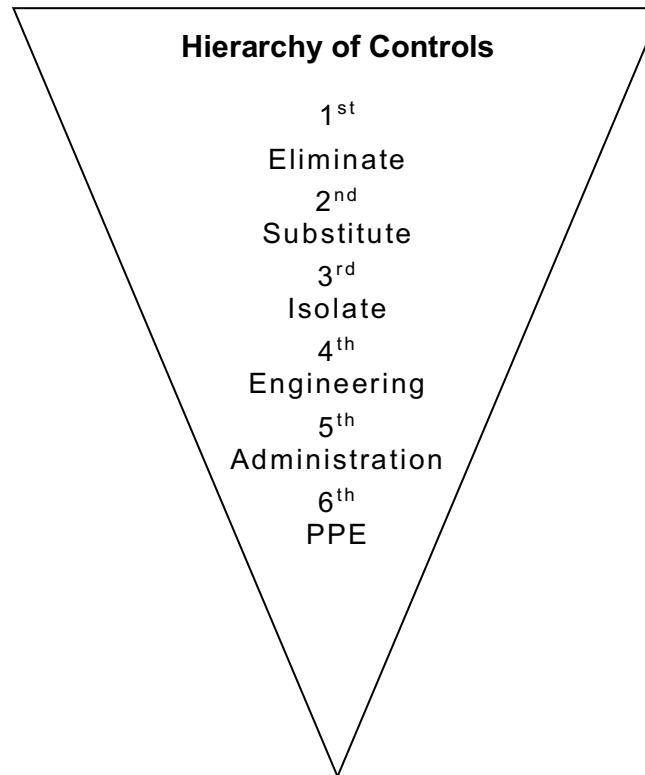 Hierarchy of Controls
1st
Eliminate
2nd
Substitute
3rd
Isolate
4th
Engineering
5th
Administration
6th
PPE